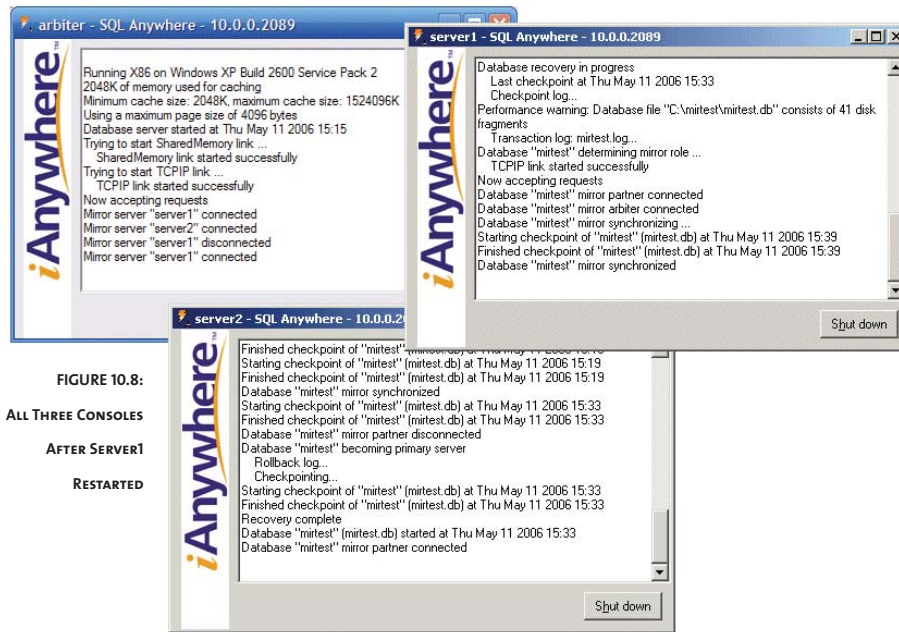 arbiter - SQL Anywhere - 10.0.0.2089
iAnywhere™
Running X86 on Windows XP Build 2600 Service Pack 2
2048K of memory used for caching
Minimum cache size: 2048K, maximum cache size: 1524096K
Using a maximum page size of 4096 bytes
Database server started at Thu May 11 2006 15:15
Trying to start SharedMemory link ...
SharedMemory link started successfully
Trying to start TCPIP link ...
TCPIP link started successfully
Now accepting requests
Mirror server "server1" connected
Mirror server "server2" connected
Mirror server "server1" disconnected
Mirror server "server1" connected
server1 - SQL Anywhere - 10.0.0.2089
iAnywhere™
Database recovery in progress
Last checkpoint at Thu May 11 2006 15:33
Checkpoint log...
Performance warning: Database file "C:\mirtest\mirtest.db" consists of 41 disk
fragments
Transaction log: mirtest.log...
Database "mirtest" determining mirror role ...
TCPIP link started successfully
Now accepting requests
Database "mirtest" mirror partner connected
Database "mirtest" mirror arbiter connected
Database "mirtest" mirror synchronizing ...
Starting checkpoint of "mirtest" (mirtest.db) at Thu May 11 2006 15:39
Finished checkpoint of "mirtest" (mirtest.db) at Thu May 11 2006 15:39
Database "mirtest" mirror synchronized
Shut down
server2 - SQL Anywhere - 10.0.0.2
iAnywhere™
Finished checkpoint of "mirtest" (mirtest.db) at Thu May 11 2006
Starting checkpoint of "mirtest" (mirtest.db) at Thu May 11 2006 15:19
Finished checkpoint of "mirtest" (mirtest.db) at Thu May 11 2006 15:19
Database "mirtest" mirror synchronized
Starting checkpoint of "mirtest" (mirtest.db) at Thu May 11 2006 15:33
Finished checkpoint of "mirtest" (mirtest.db) at Thu May 11 2006 15:33
Database "mirtest" mirror partner disconnected
Database "mirtest" becoming primary server
Rollback log...
Checkpointing...
Starting checkpoint of "mirtest" (mirtest.db) at Thu May 11 2006 15:33
Finished checkpoint of "mirtest" (mirtest.db) at Thu May 11 2006 15:33
Recovery complete
Database "mirtest" (mirtest.db) started at Thu May 11 2006 15:33
Database "mirtest" mirror partner connected
Shut down
FIGURE 10.8:
ALL THREE CONSOLES
AFTER SERVER1
RESTARTED